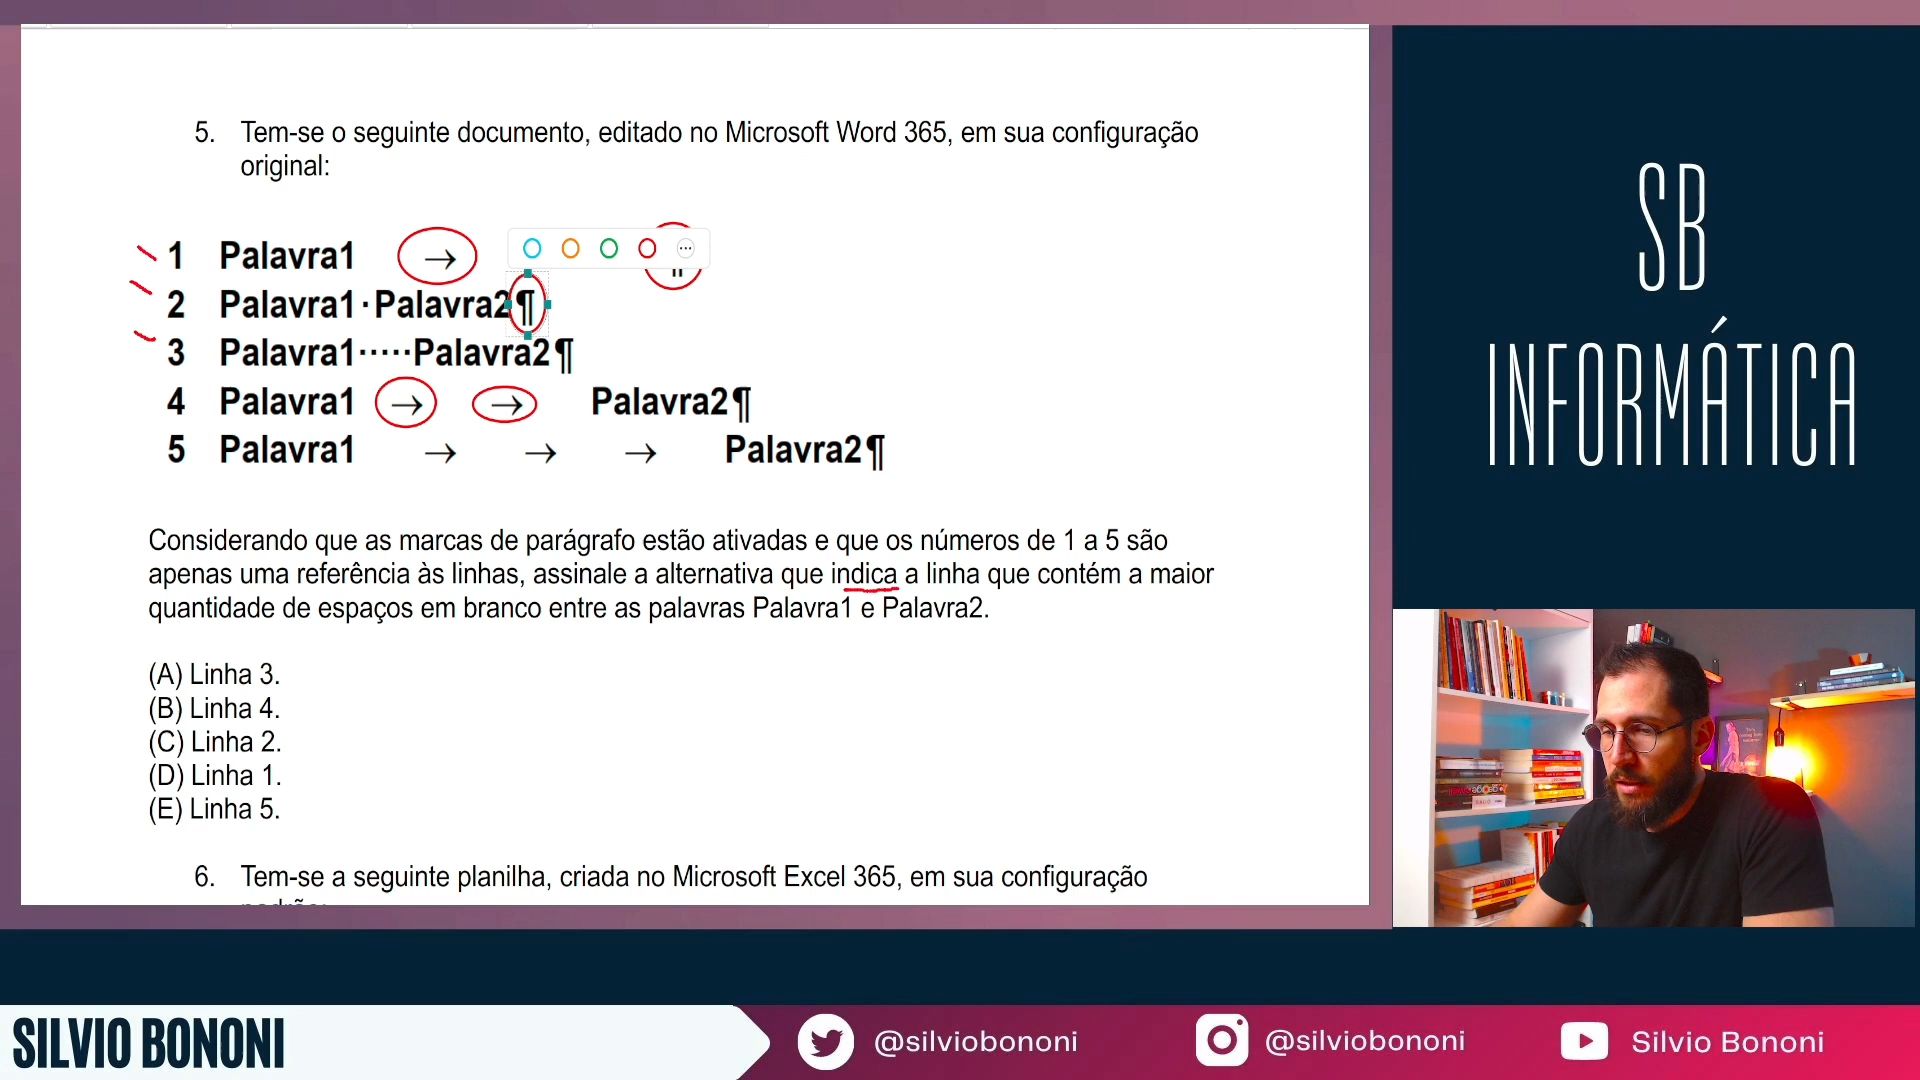 5. Tem-se o seguinte documento, editado no Microsoft Word 365, em sua configuração
original:
1 Palavra1 →
2 Palavra1·Palavra2¶
3 Palavra1·····Palavra2¶
4 Palavra1 → → Palavra2¶
5 Palavra1 → → → Palavra2¶
Considerando que as marcas de parágrafo estão ativadas e que os números de 1 a 5 são
apenas uma referência às linhas, assinale a alternativa que indica a linha que contém a maior
quantidade de espaços em branco entre as palavras Palavra1 e Palavra2.
(A) Linha 3.
(B) Linha 4.
(C) Linha 2.
(D) Linha 1.
(E) Linha 5.
6. Tem-se a seguinte planilha, criada no Microsoft Excel 365, em sua configuração
SB
INFORMÁTICA
SILVIO BONONI
@silviobononi
@silviobononi
Silvio Bononi